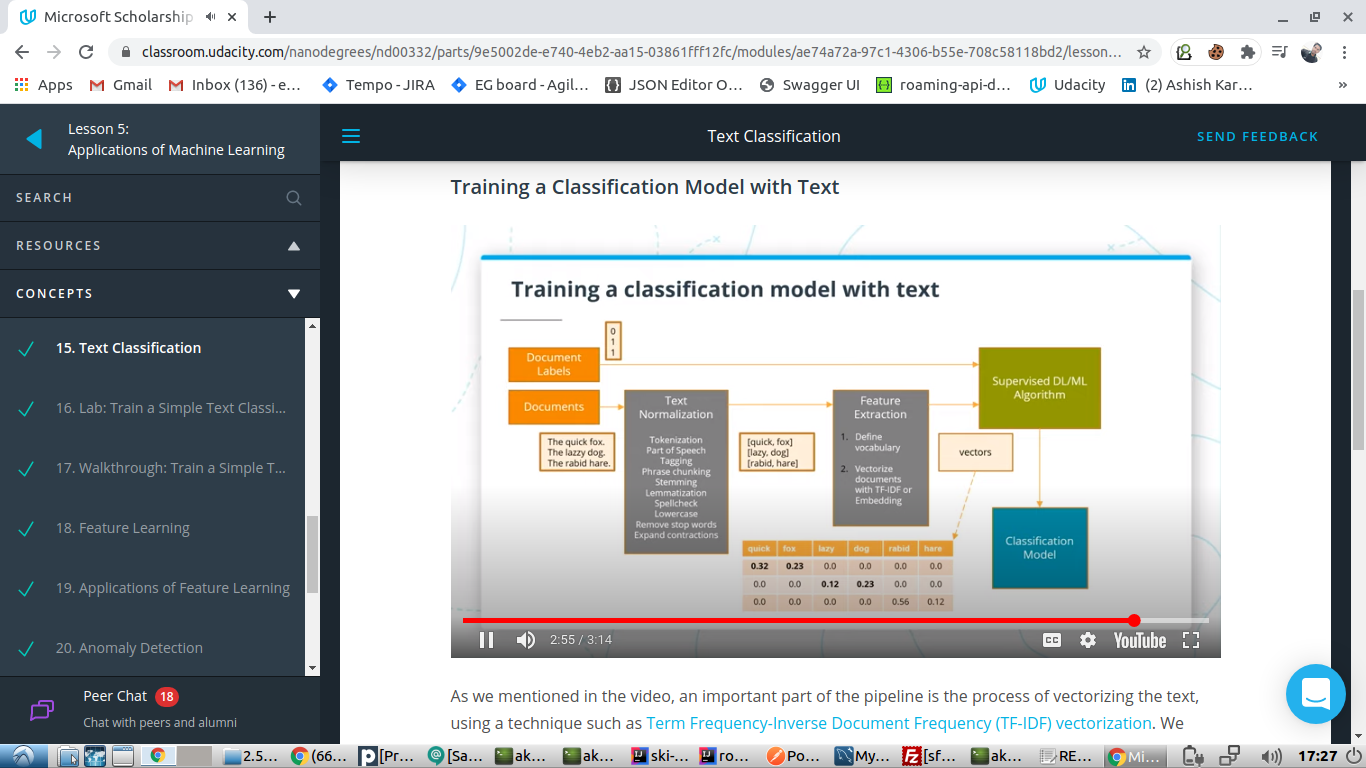 Microsoft Scholarship
classroom.udacity.com/nanodegrees/nd00332/parts/9e5002de-e740-4eb2-aa15-03861fff12fc/modules/ae74a72a-97c1-4306-b55e-708c58118bd2/lesson...
Apps Gmail Inbox (136) - e... Tempo - JIRA EG board - Agil... JSON Editor O... Swagger UI roaming-api-d... Udacity (2) Ashish Kar... »
Lesson 5:
Applications of Machine Learning
Text Classification
SEND FEEDBACK
SEARCH
RESOURCES
CONCEPTS
15. Text Classification
16. Lab: Train a Simple Text Classi...
17. Walkthrough: Train a Simple T...
18. Feature Learning
19. Applications of Feature Learning
20. Anomaly Detection
Peer Chat 18
Chat with peers and alumni
Training a Classification Model with Text
Training a classification model with text
0
1
1
Document
Labels
Documents
The quick fox.
The lazzy dog.
The rabid hare.
Text
Normalization
Tokenization
Part of Speech
Tagging
Phrase chunking
Stemming
Lemmatization
Spellcheck
Lowercase
Remove stop words
Expand contractions
[quick, fox]
[lazy, dog]
[rabid, hare]
Feature
Extraction
1. Define
vocabulary
2. Vectorize
documents
with TF-IDF or
Embedding
vectors
Supervised DL/ML
Algorithm
Classification
Model
quick fox lazy dog rabid hare
0.32 0.23 0.0 0.0 0.0 0.0
0.0 0.0 0.12 0.23 0.0 0.0
0.0 0.0 0.0 0.0 0.56 0.12
2:55 / 3:14
CC
YouTube
As we mentioned in the video, an important part of the pipeline is the process of vectorizing the text,
using a technique such as Term Frequency-Inverse Document Frequency (TF-IDF) vectorization. We
2.5... (66... [Pr... [Sa... ak... ak... ski-... ro... Po... My... [sf... ak... RE... Mi... 17:27